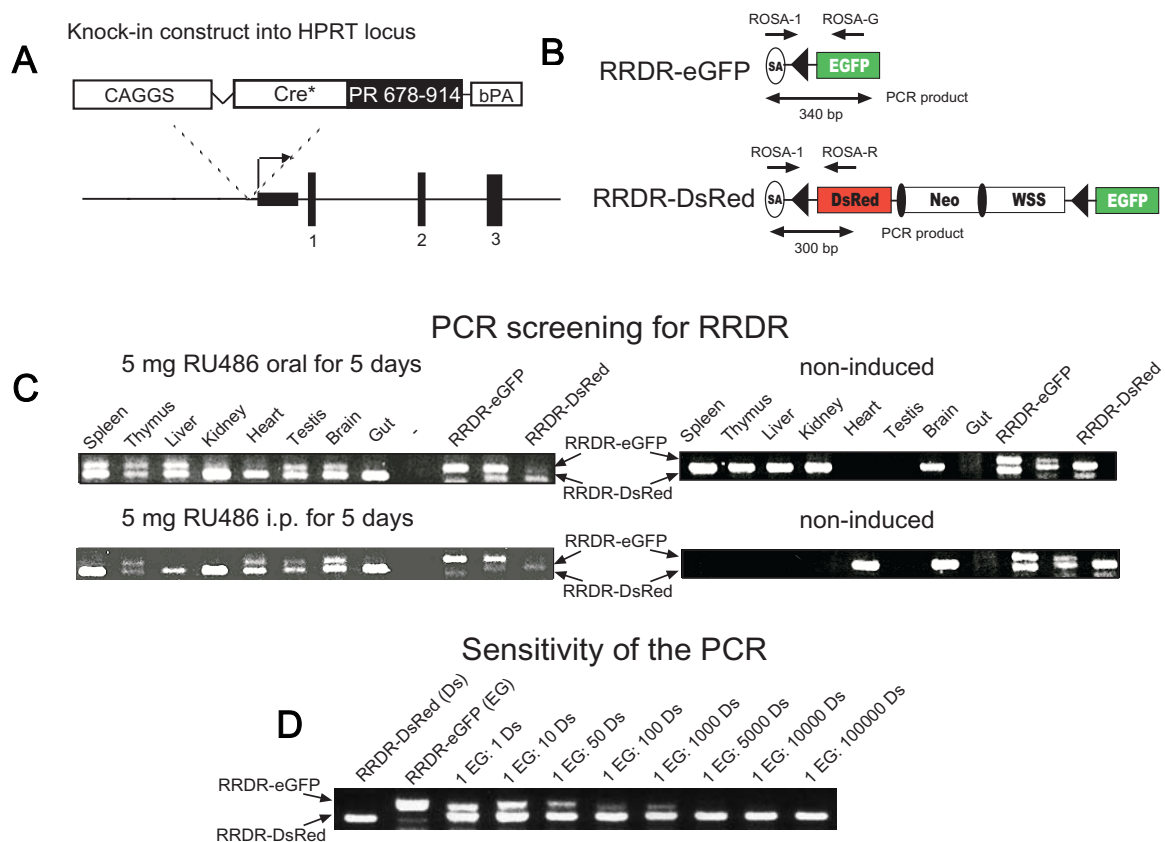 A
Knock-in construct into HPRT locus
CAGGS
Cre*
PR 678-914
bPA
1
2
3
B
ROSA-1
ROSA-G
RRDR-eGFP
SA
EGFP
PCR product
340 bp
ROSA-1
ROSA-R
RRDR-DsRed
SA
DsRed
Neo
WSS
EGFP
300 bp
PCR product
PCR screening for RRDR
C
5 mg RU486 oral for 5 days
Spleen
Thymus
Liver
Kidney
Heart
Testis
Brain
Gut
-
RRDR-eGFP
RRDR-DsRed
non-induced
Spleen
Thymus
Liver
Kidney
Heart
Testis
Brain
Gut
RRDR-eGFP
RRDR-DsRed
RRDR-eGFP
RRDR-DsRed
5 mg RU486 i.p. for 5 days
non-induced
RRDR-eGFP
RRDR-DsRed
Sensitivity of the PCR
D
RRDR-DsRed (Ds)
RRDR-eGFP (EG)
1 EG: 1 Ds
1 EG: 10 Ds
1 EG: 50 Ds
1 EG: 100 Ds
1 EG: 1000 Ds
1 EG: 5000 Ds
1 EG: 10000 Ds
1 EG: 100000 Ds
RRDR-eGFP
RRDR-DsRed